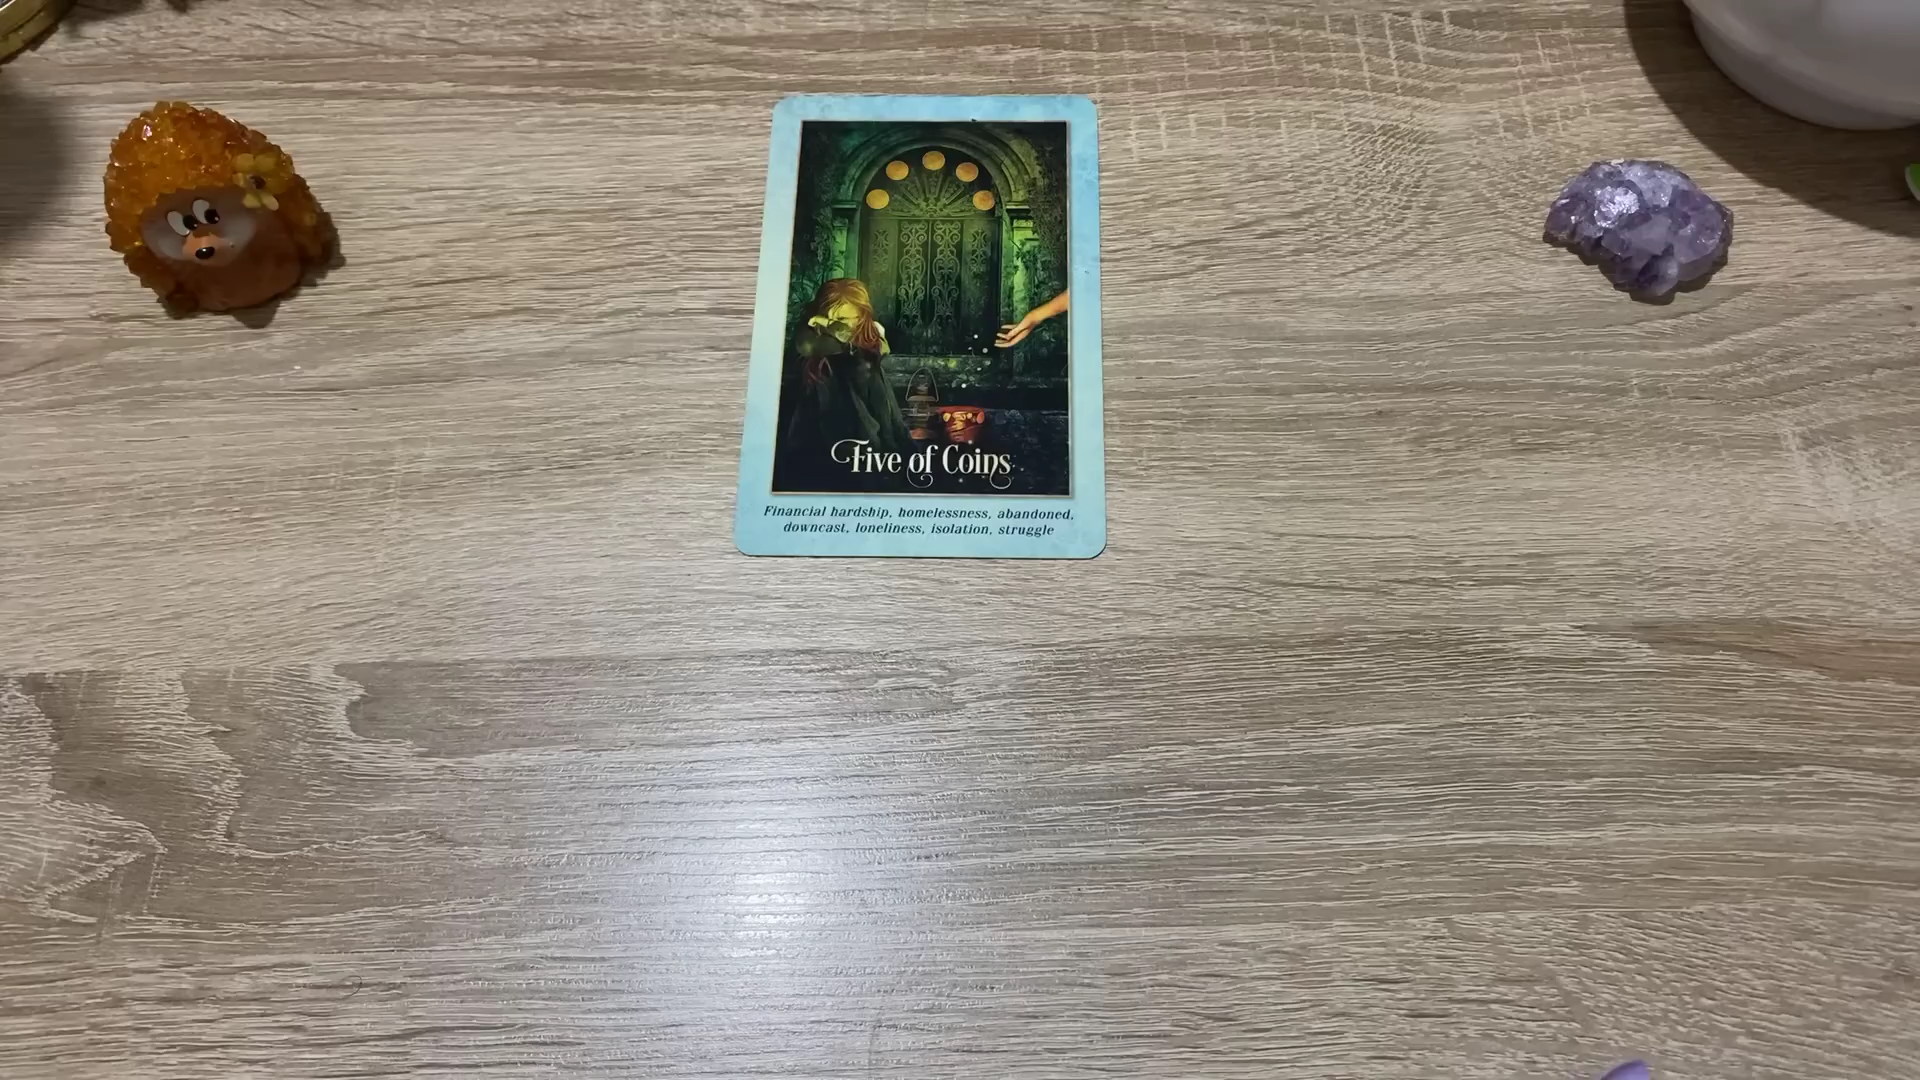 Five of Coins
Financial hardship, homelessness, abandoned,
downcast, loneliness, isolation, struggle